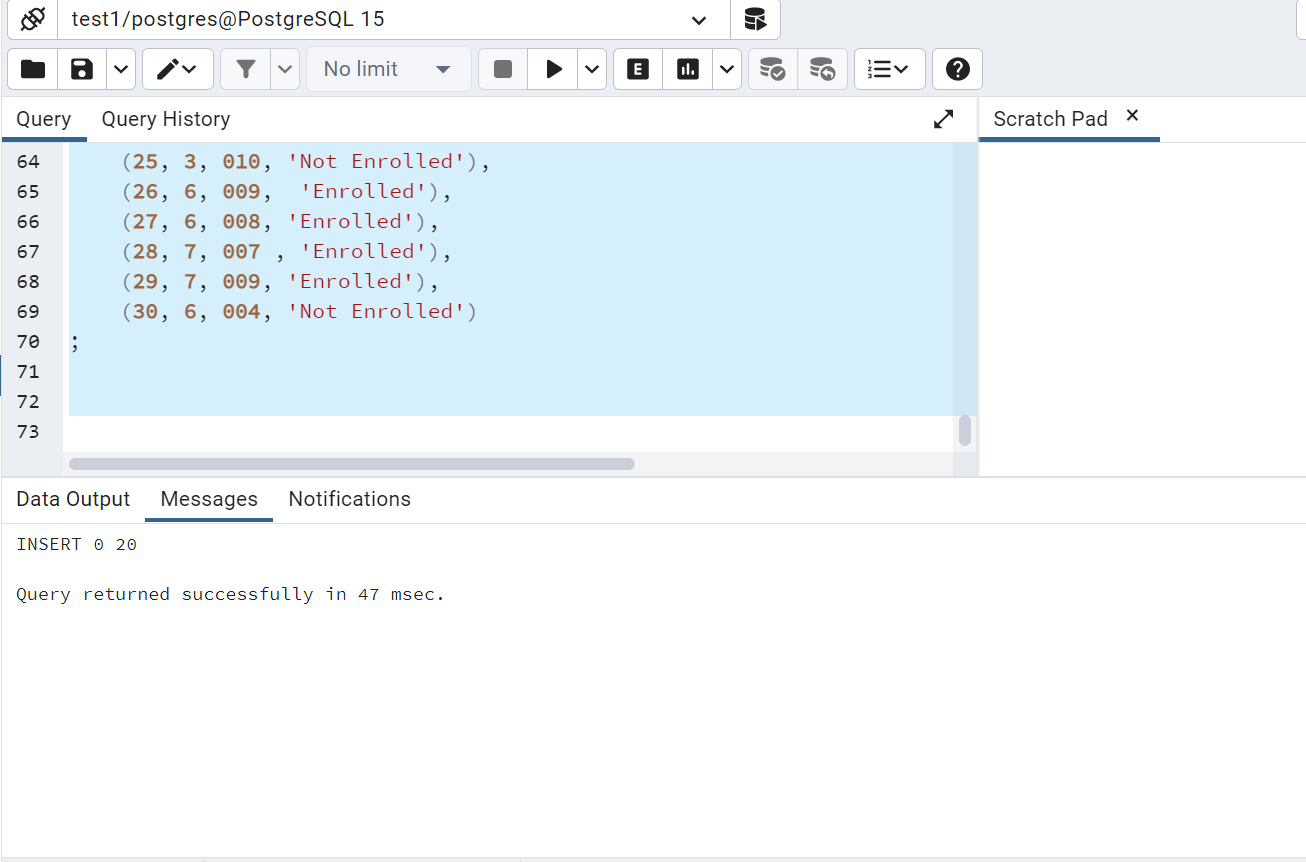 test1/postgres@PostgreSQL 15
No limit
E
Query Query History
Scratch Pad
64 (25, 3, 010, 'Not Enrolled'),
65 (26, 6, 009,  'Enrolled'),
66 (27, 6, 008, 'Enrolled'),
67 (28, 7, 007 , 'Enrolled'),
68 (29, 7, 009, 'Enrolled'),
69 (30, 6, 004, 'Not Enrolled')
70 ;
71
72
73
Data Output Messages Notifications
INSERT 0 20
Query returned successfully in 47 msec.